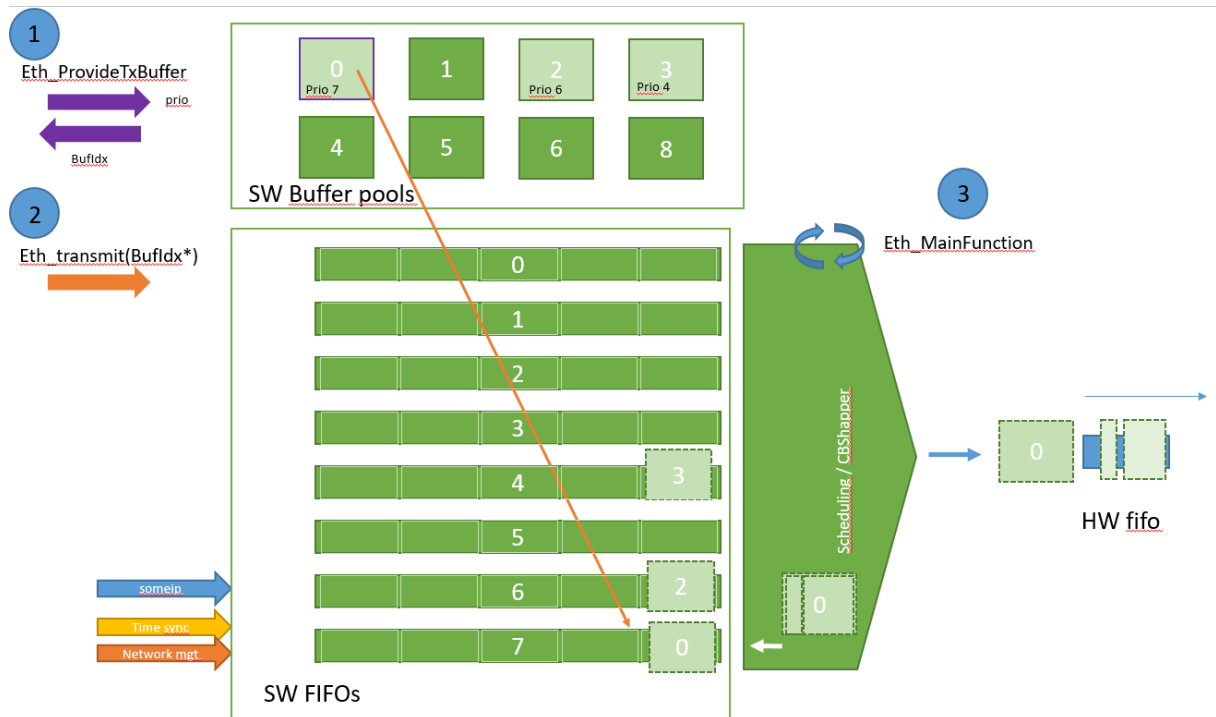 1
Eth_ProvideTxBuffer
prio
BufIdx
0
Prio 7
1
2
Prio 6
3
Prio 4
4
5
6
8
SW Buffer pools
2
Eth_transmit(BufIdx*)
3
Eth_MainFunction
0
1
2
3
4
3
5
6
2
7
0
someip
Time sync
Network mgt
SW FIFOs
Scheduling / CBShapper
0
0
HW fifo